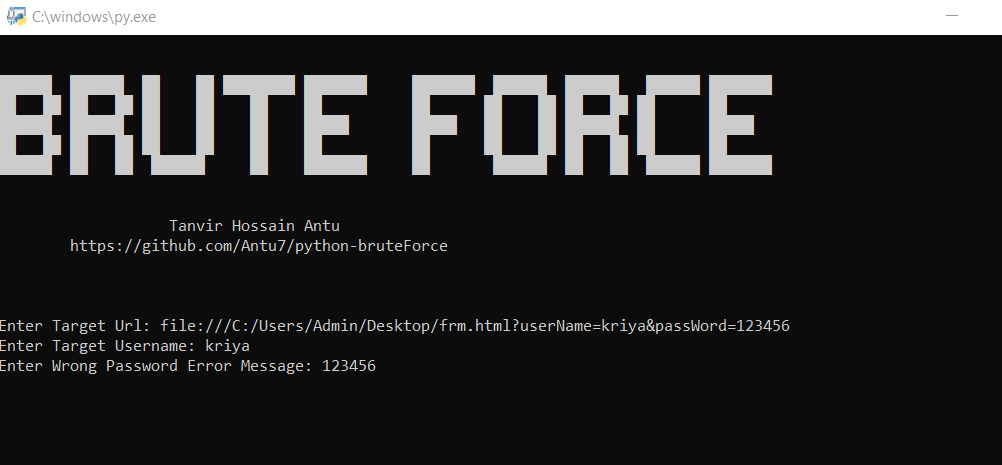 C:\windows\py.exe
BRUTE FORCE
Tanvir Hossain Antu
https://github.com/Antu7/python-bruteForce
Enter Target Url: file:///C:/Users/Admin/Desktop/frm.html?userName=kriya&passWord=123456
Enter Target Username: kriya
Enter Wrong Password Error Message: 123456